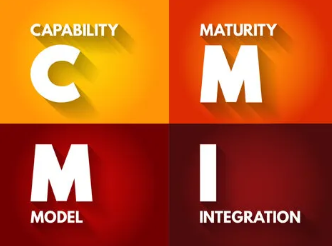 CAPABILITY
C
MATURITY
M
M
MODEL
I
INTEGRATION